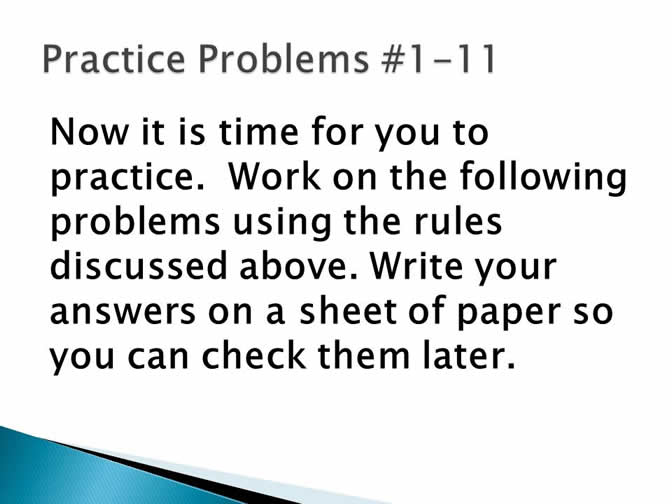 Practice Problems #1-11
Now it is time for you to
practice.  Work on the following
problems using the rules
discussed above. Write your
answers on a sheet of paper so
you can check them later.